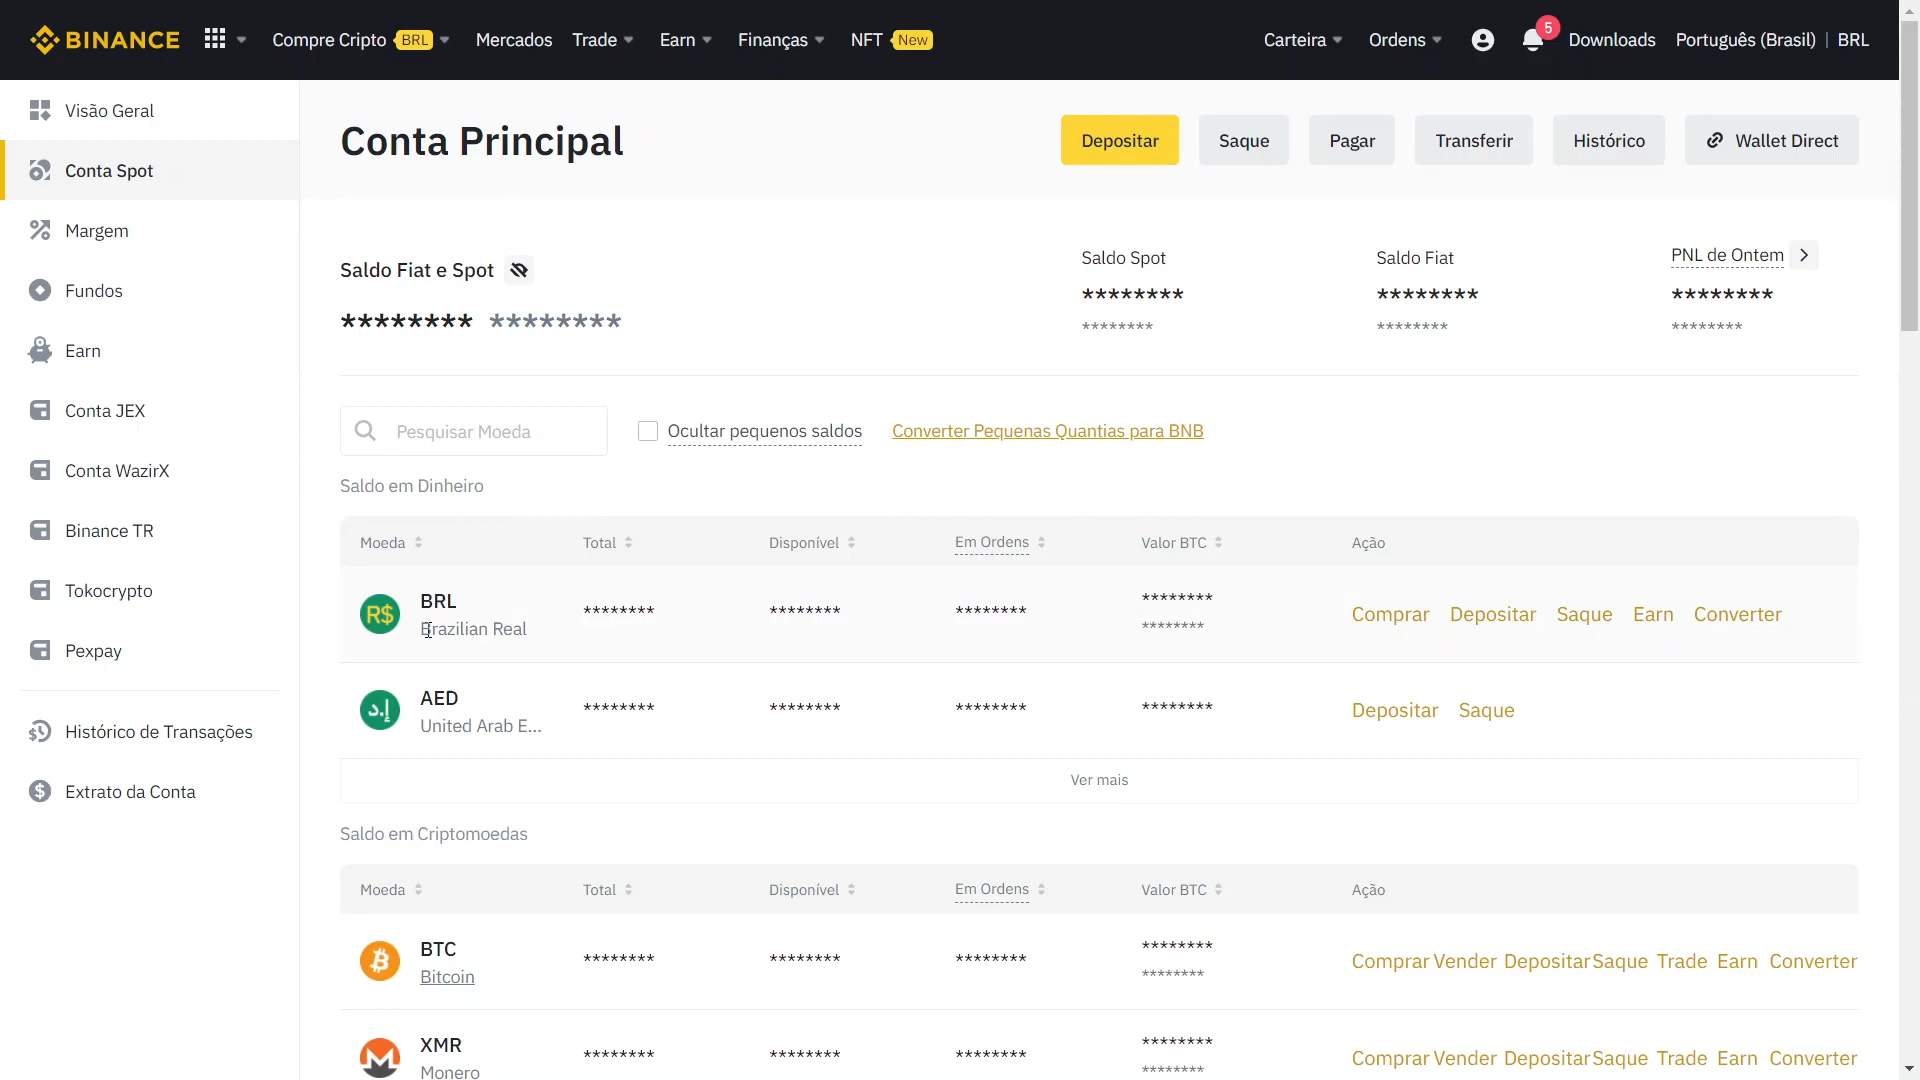 BINANCE Compre Cripto BRL Mercados Trade Earn Finanças NFT New Carteira Ordens 5 Downloads Português (Brasil) | BRL
Visão Geral
Conta Spot
Margem
Fundos
Earn
Conta JEX
Conta WazirX
Binance TR
Tokocrypto
Pexpay
Histórico de Transações
Extrato da Conta
Conta Principal
Depositar Saque Pagar Transferir Histórico Wallet Direct
Saldo Fiat e Spot
******** ********
Saldo Spot
********
********
Saldo Fiat
********
********
PNL de Ontem
********
********
Pesquisar Moeda Ocultar pequenos saldos Converter Pequenas Quantias para BNB
Saldo em Dinheiro
Moeda Total Disponível Em Ordens Valor BTC Ação
R$ BRL ******** ******** ******** ******** Comprar Depositar Saque Earn Converter
Brazilian Real ********
د.إ AED ******** ******** ******** ******** Depositar Saque
United Arab E...
Ver mais
Saldo em Criptomoedas
Moeda Total Disponível Em Ordens Valor BTC Ação
BTC ******** ******** ******** ******** Comprar Vender Depositar Saque Trade Earn Converter
Bitcoin ********
XMR ******** ******** ******** ******** Comprar Vender Depositar Saque Trade Earn Converter
Monero ********